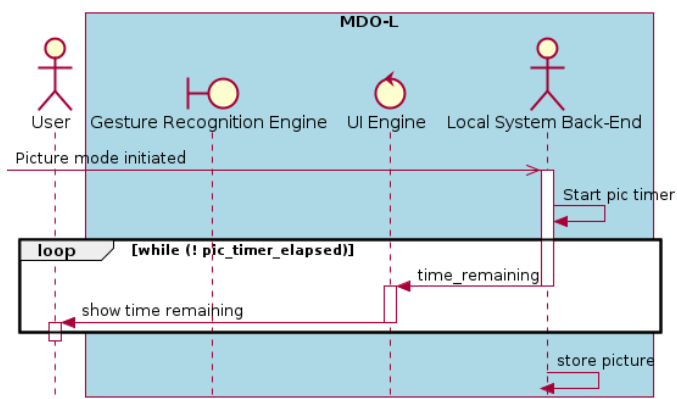 MDO-L
User
Gesture Recognition Engine
UI Engine
Local System Back-End
Picture mode initiated
Start pic timer
loop
[while (! pic_timer_elapsed)]
time_remaining
show time remaining
store picture